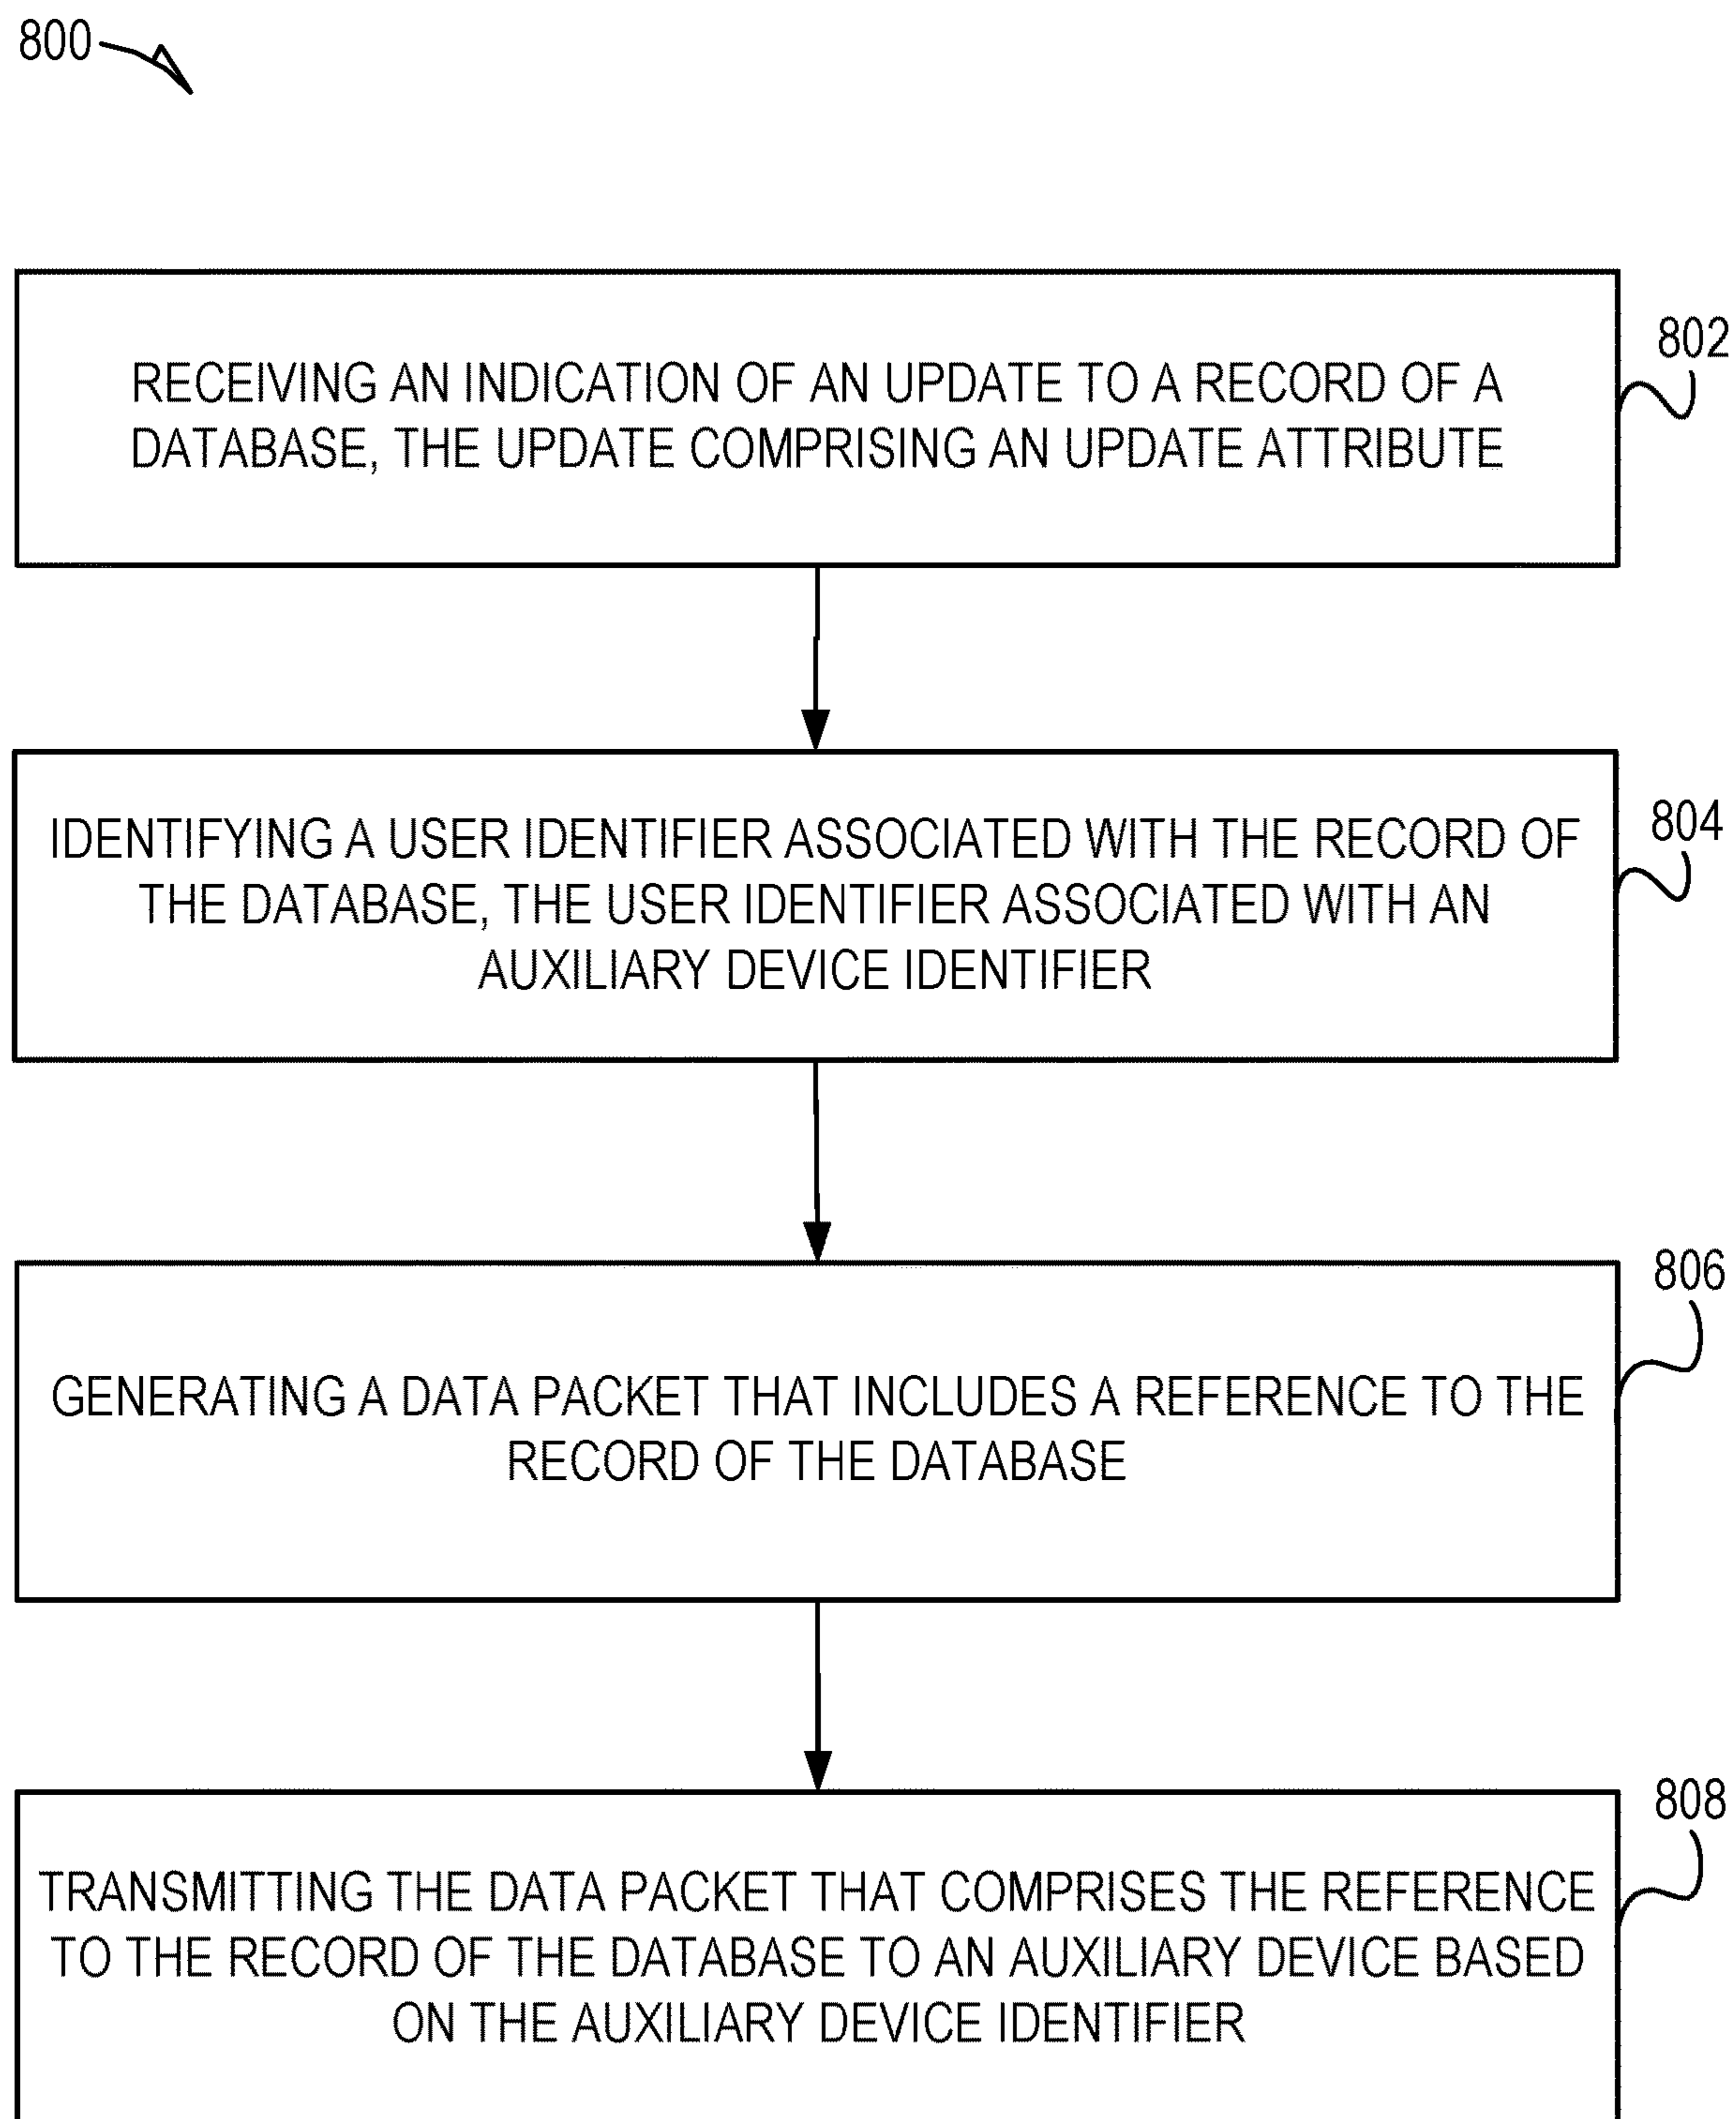 800
802
RECEIVING AN INDICATION OF AN UPDATE TO A RECORD OF A
DATABASE, THE UPDATE COMPRISING AN UPDATE ATTRIBUTE
804
IDENTIFYING A USER IDENTIFIER ASSOCIATED WITH THE RECORD OF
THE DATABASE, THE USER IDENTIFIER ASSOCIATED WITH AN
AUXILIARY DEVICE IDENTIFIER
806
GENERATING A DATA PACKET THAT INCLUDES A REFERENCE TO THE
RECORD OF THE DATABASE
808
TRANSMITTING THE DATA PACKET THAT COMPRISES THE REFERENCE
TO THE RECORD OF THE DATABASE TO AN AUXILIARY DEVICE BASED
ON THE AUXILIARY DEVICE IDENTIFIER